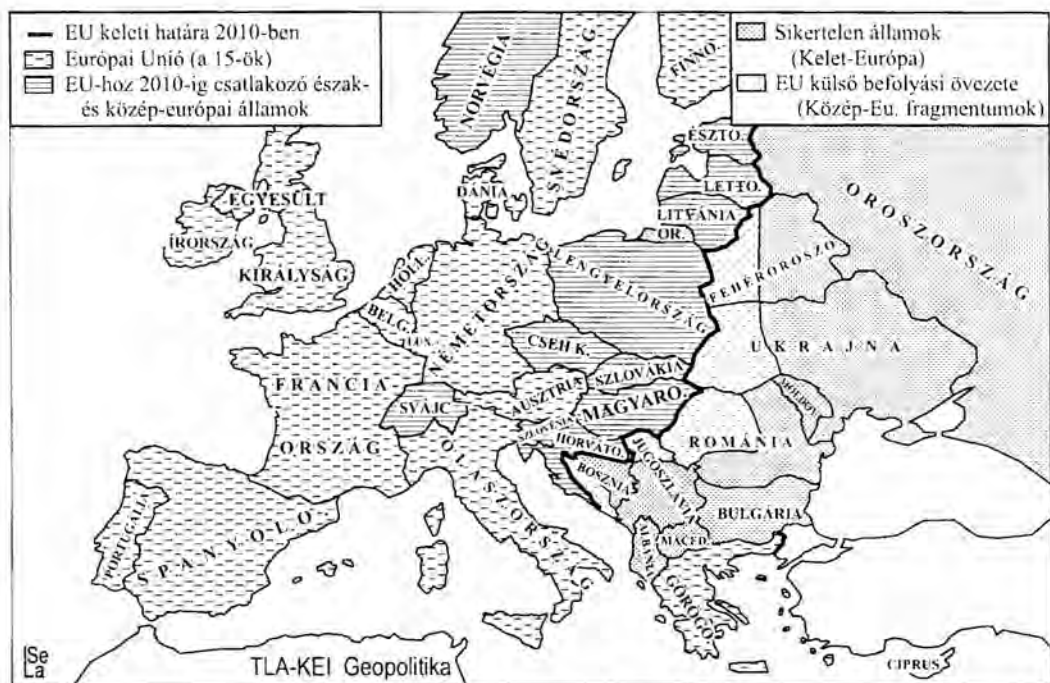 EU keleti határa 2010-ben
Európai Unió (a 15-ök)
EU-hoz 2010-ig csatlakozó észak-
és közép-európai államok
Sikertelen államok
(Kelet-Európa)
EU külső befolyási övezete
(Közép-Eu. fragmentumok)
NORVÉGIA
SVÉDORSZÁG
FINNO.
ÉSZTO.
LETTO.
LITVÁNIA
OR.
OROSZORSZÁG
DÁNIA
EGYESÜLT
KIRÁLYSÁG
ÍRORSZÁG
HOLL.
BELG.
LUX.
NÉMETORSZÁG
LENGYELORSZÁG
FEHÉROROSZO
UKRAJNA
CSEH K.
SZLOVÁKIA
AUSZTRIA
MAGYARO.
MOLDOV
FRANCIA
ORSZÁG
SVÁJC
SZLOVÉNIA
HORVÁTO.
ROMÁNIA
BOSZNIA
JUGOSZLÁVIA
BULGÁRIA
OLASZORSZÁG
ALBÁNIA
MACED.
GÖRÖGO
PORTUGÁLIA
SPANYOLO
CIPRUS
Se
La
TLA-KEI Geopolitika